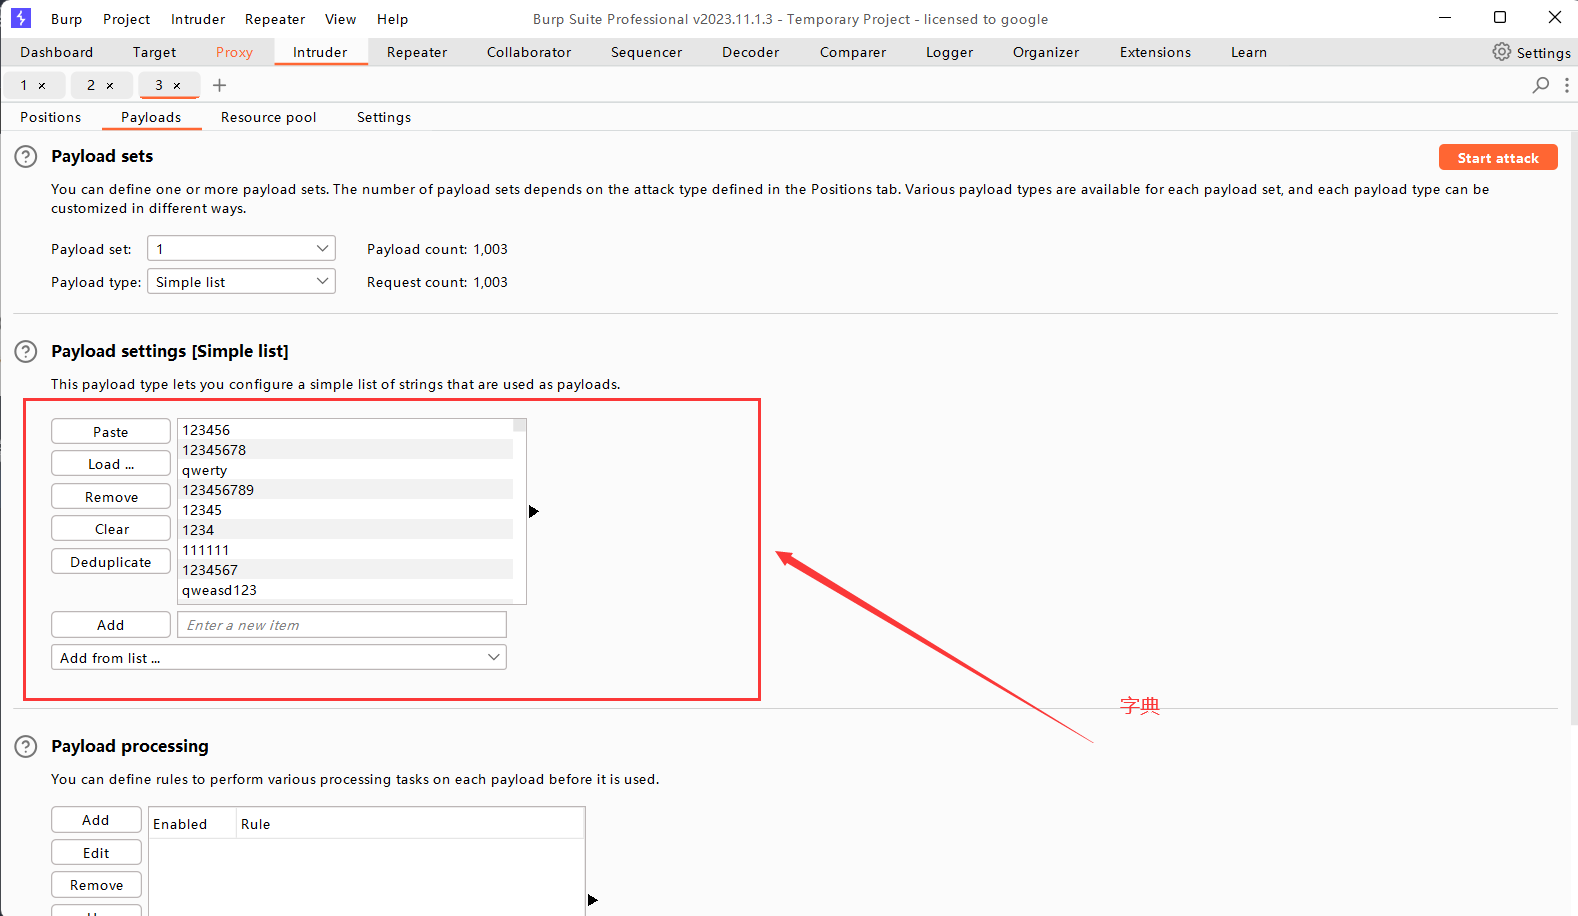 Burp Project Intruder Repeater View Help Burp Suite Professional v2023.11.1.3 - Temporary Project - licensed to google
Dashboard Target Proxy Intruder Repeater Collaborator Sequencer Decoder Comparer Logger Organizer Extensions Learn Settings
1 × 2 × 3 × +
Positions Payloads Resource pool Settings
? Payload sets
Start attack
You can define one or more payload sets. The number of payload sets depends on the attack type defined in the Positions tab. Various payload types are available for each payload set, and each payload type can be
customized in different ways.
Payload set: 1 Payload count: 1,003
Payload type: Simple list Request count: 1,003
? Payload settings [Simple list]
This payload type lets you configure a simple list of strings that are used as payloads.
Paste
Load ...
Remove
Clear
Deduplicate
123456
12345678
qwerty
123456789
12345
1234
111111
1234567
qweasd123
Add Enter a new item
Add from list ...
字典
? Payload processing
You can define rules to perform various processing tasks on each payload before it is used.
Add
Edit
Remove
Enabled Rule